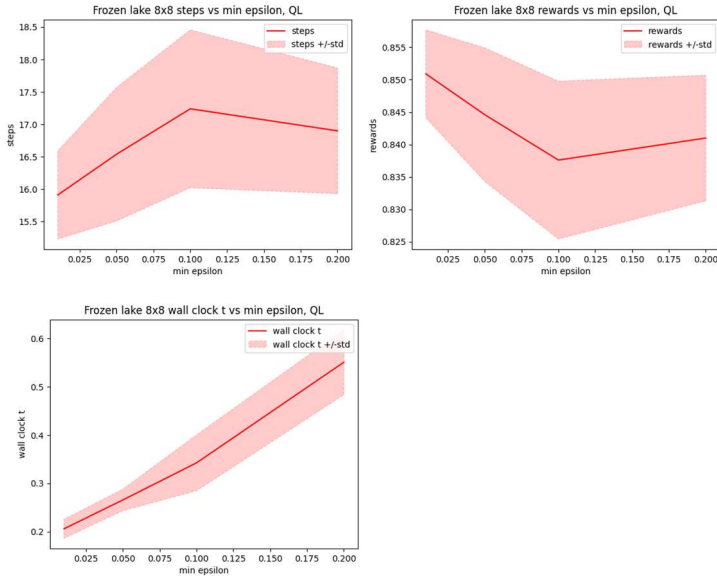 Frozen lake 8x8 steps vs min epsilon, QL
steps
steps +/-std
18.5
18.0
17.5
17.0
16.5
16.0
15.5
steps
0.025 0.050 0.075 0.100 0.125 0.150 0.175 0.200
min epsilon
Frozen lake 8x8 rewards vs min epsilon, QL
rewards
rewards +/-std
0.855
0.850
0.845
0.840
0.835
0.830
0.825
rewards
0.025 0.050 0.075 0.100 0.125 0.150 0.175 0.200
min epsilon
Frozen lake 8x8 wall clock t vs min epsilon, QL
wall clock t
wall clock t +/-std
0.6
0.5
0.4
0.3
0.2
wall clock t
0.025 0.050 0.075 0.100 0.125 0.150 0.175 0.200
min epsilon